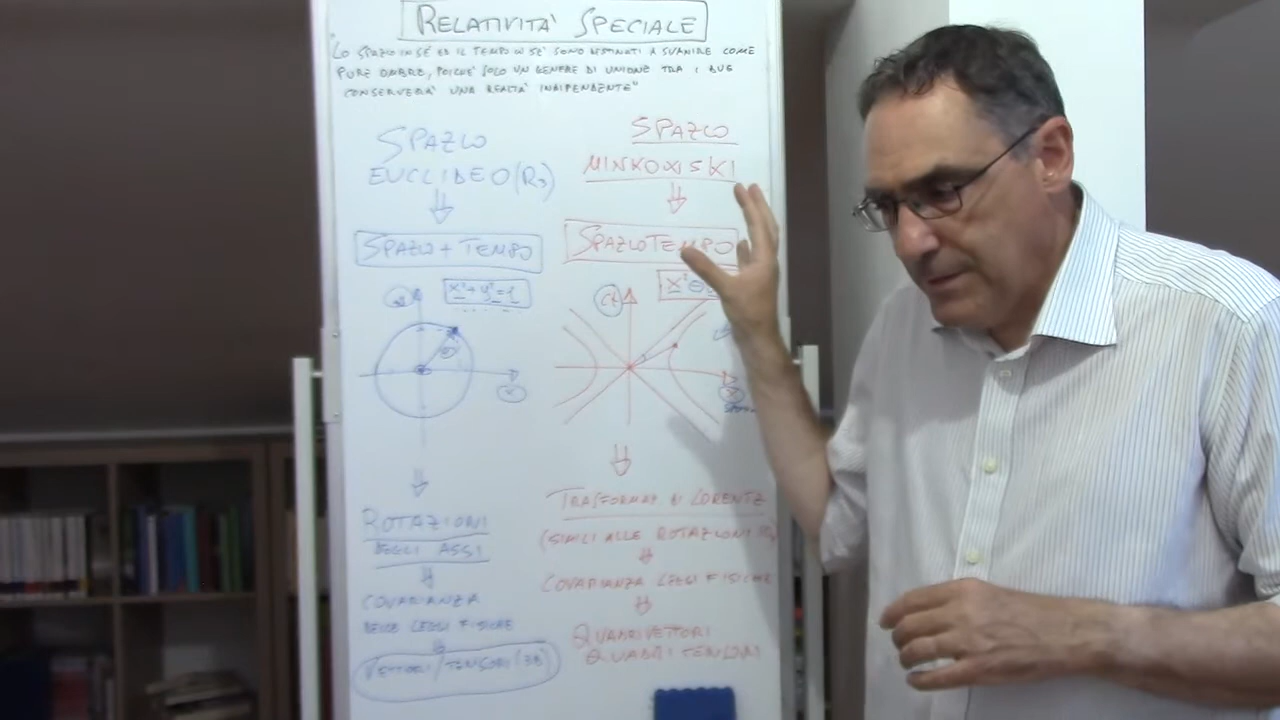 RELATIVITA' SPECIALE
"LO SPAZIO IN SÉ ED IL TEMPO IN SÉ SONO DESTINATI A SVANIRE COME
PURE OMBRE, POICHÉ SOLO UN GENERE DI UNIONE TRA I DUE
CONSERVERÀ UNA REALTÀ INDIPENDENTE"
SPAZIO
EUCLIDEO (R3)
SPAZIO + TEMPO
x²+y²=1
x
ROTAZIONI
DEGLI ASSI
COVARIANZA
DELLE LEGGI FISICHE
VETTORI/TENSORI (3D)
SPAZIO
MINKOWSKI
SPAZIOTEMPO
x²
ct
x
TRASFORMAZ. DI LORENTZ
(SIMILI ALLE ROTAZIONI
COVARIANZA LEGGI FISICHE
QUADRIVETTORI
QUADRITENSORI